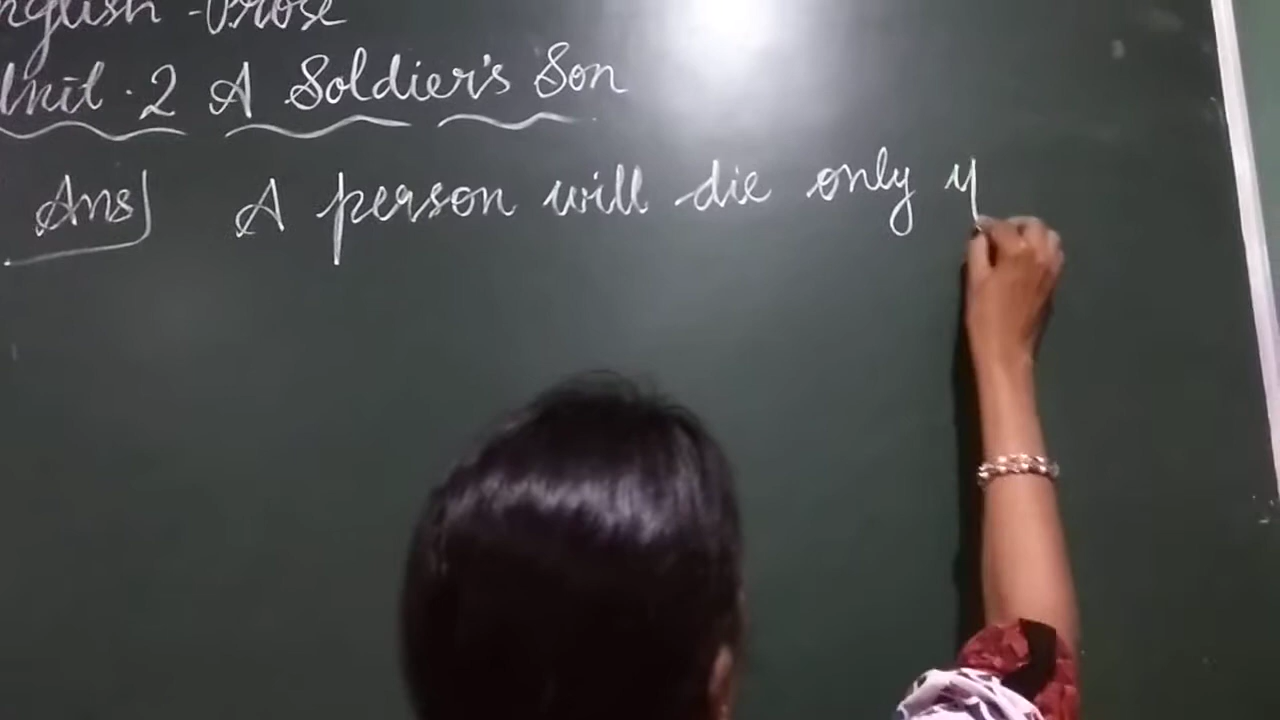 English - Prose
Unit . 2 A Soldier's Son
Ans] A person will die only